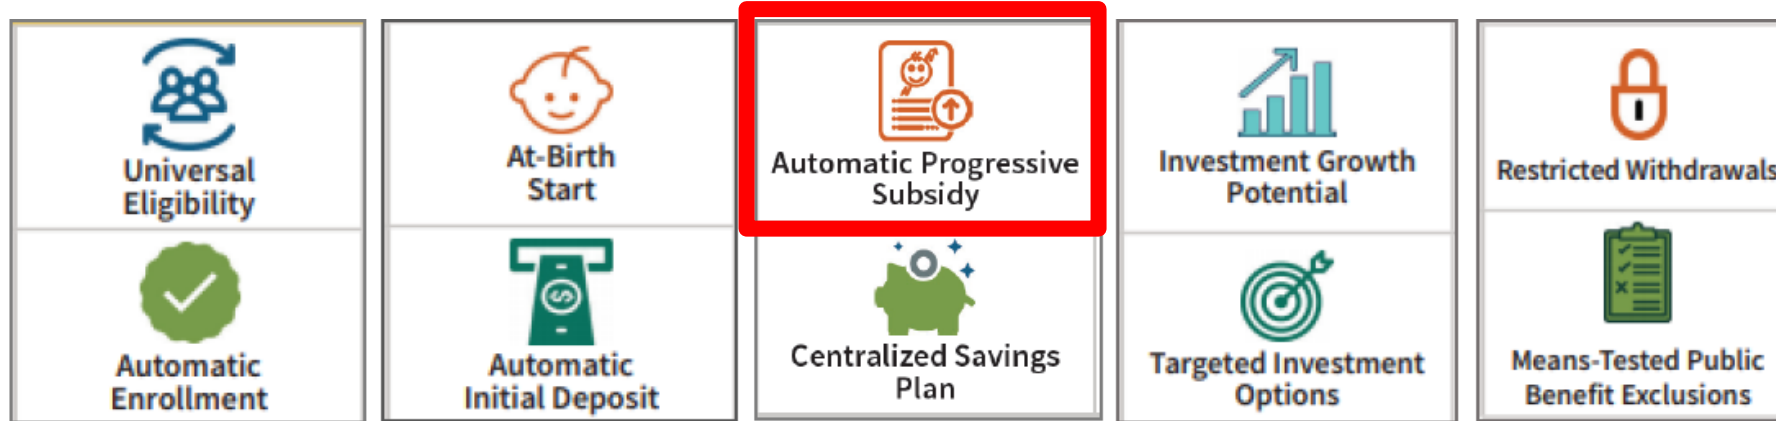 Universal
Eligibility
At-Birth
Start
Automatic Progressive
Subsidy
Investment Growth
Potential
Restricted Withdrawals
Automatic
Enrollment
Automatic
Initial Deposit
Centralized Savings
Plan
Targeted Investment
Options
Means-Tested Public
Benefit Exclusions